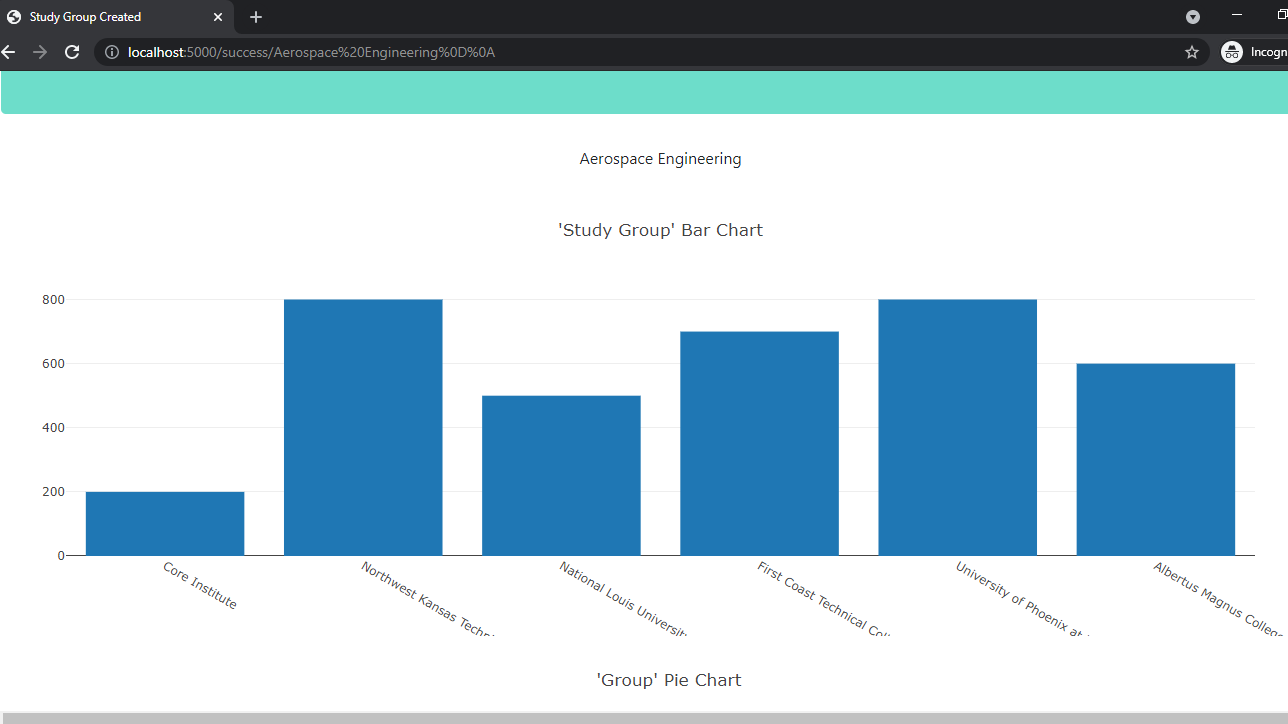 Study Group Created
localhost:5000/success/Aerospace%20Engineering%0D%0A
Incogn
Aerospace Engineering
'Study Group' Bar Chart
800
600
400
200
0
Core Institute
Northwest Kansas Techn
National Louis Universit
First Coast Technical Col
University of Phoenix at
Albertus Magnus College
'Group' Pie Chart